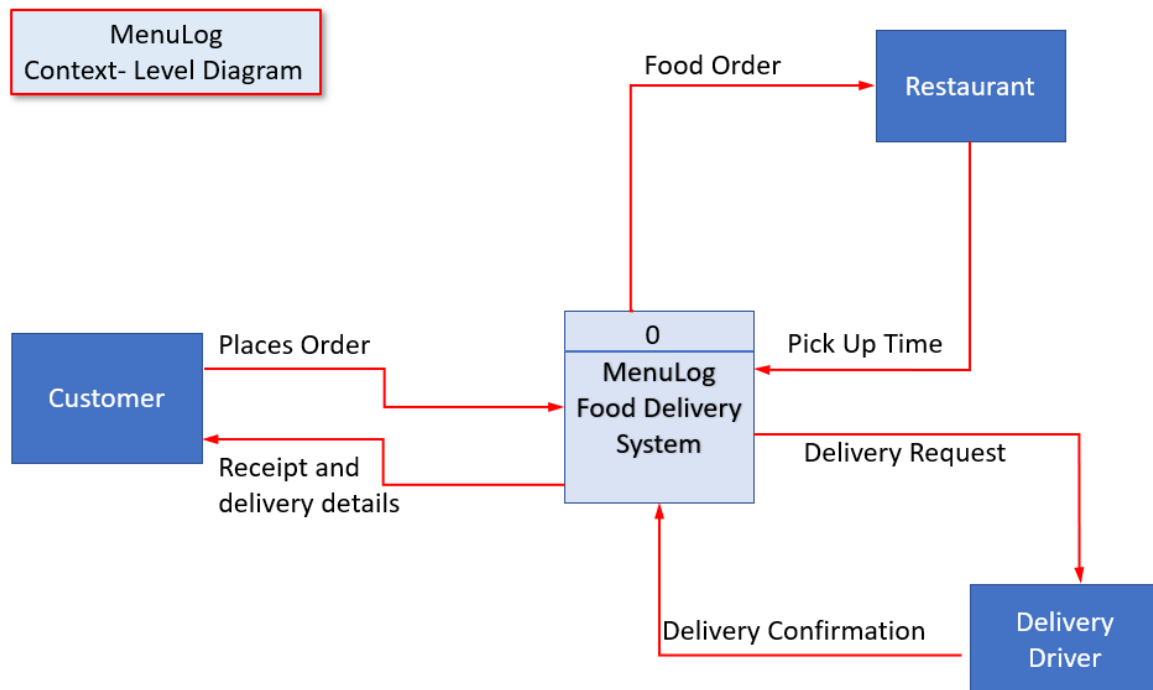 MenuLog
Context- Level Diagram
Food Order
Restaurant
Places Order
Customer
0
MenuLog
Food Delivery
System
Pick Up Time
Receipt and
delivery details
Delivery Request
Delivery Confirmation
Delivery
Driver